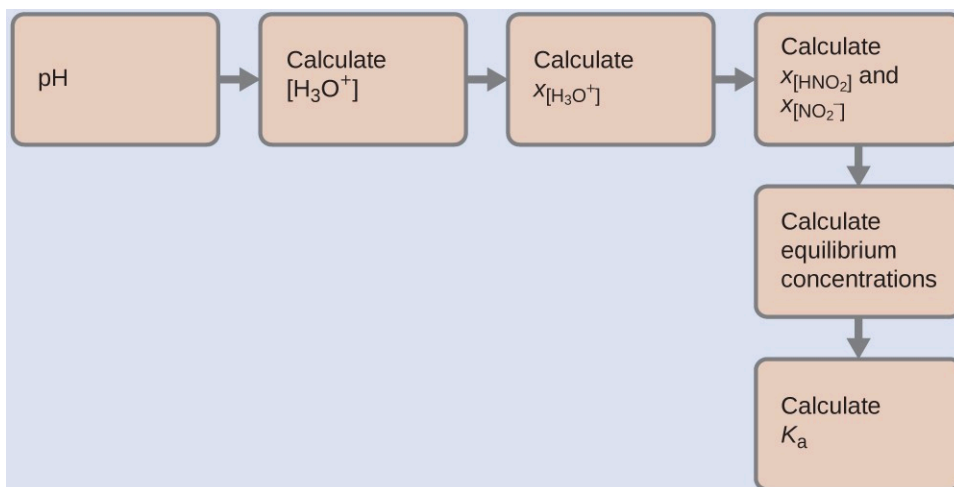 pH
Calculate
[H₃O⁺]
Calculate
x[H₃O⁺]
Calculate
x[HNO₂] and
x[NO₂⁻]
Calculate
equilibrium
concentrations
Calculate
Kₐ